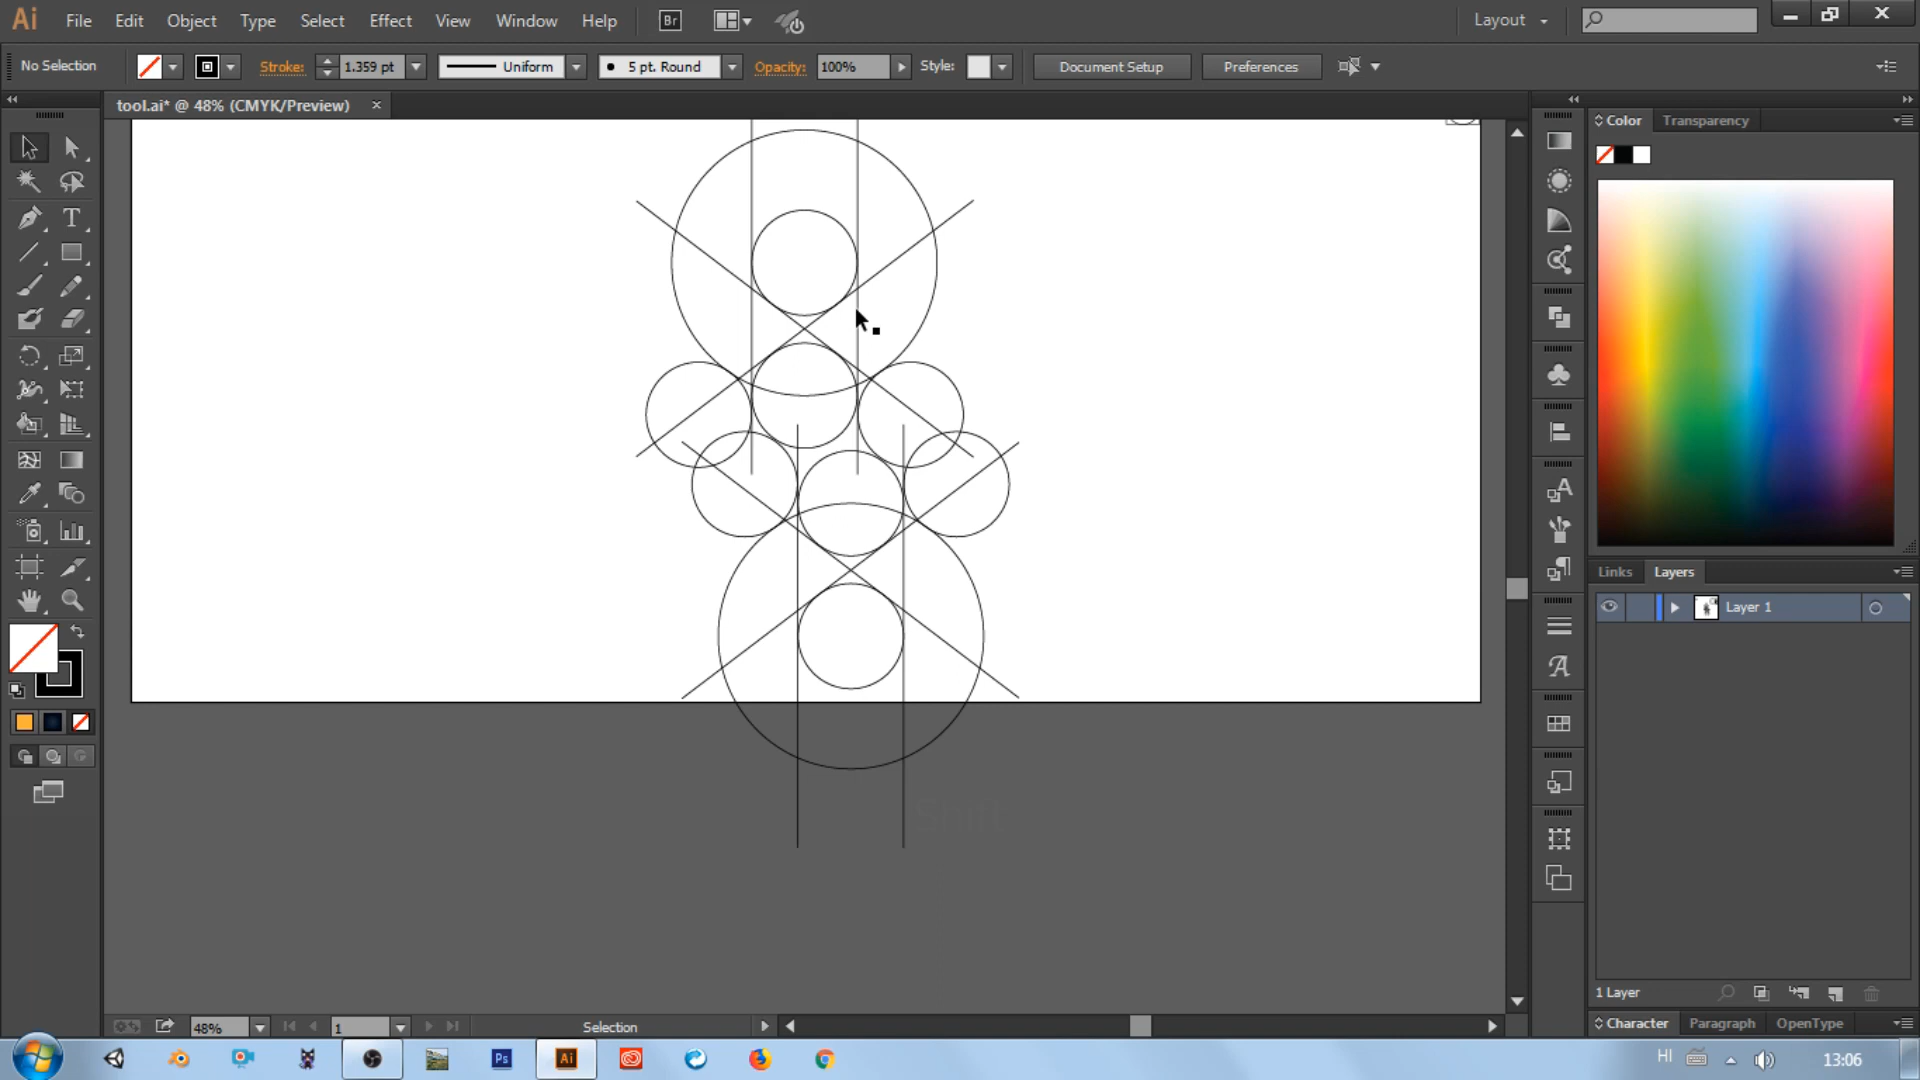 Ai File Edit Object Type Select Effect View Window Help Br Layout
No Selection Stroke: 1.359 pt Uniform 5 pt. Round Opacity: 100% Style: Document Setup Preferences
tool.ai* @ 48% (CMYK/Preview)
Color Transparency
Links Layers
Layer 1
Shift
1 Layer
48% 1 Selection
Character Paragraph OpenType
Ps Ai HI 13:06